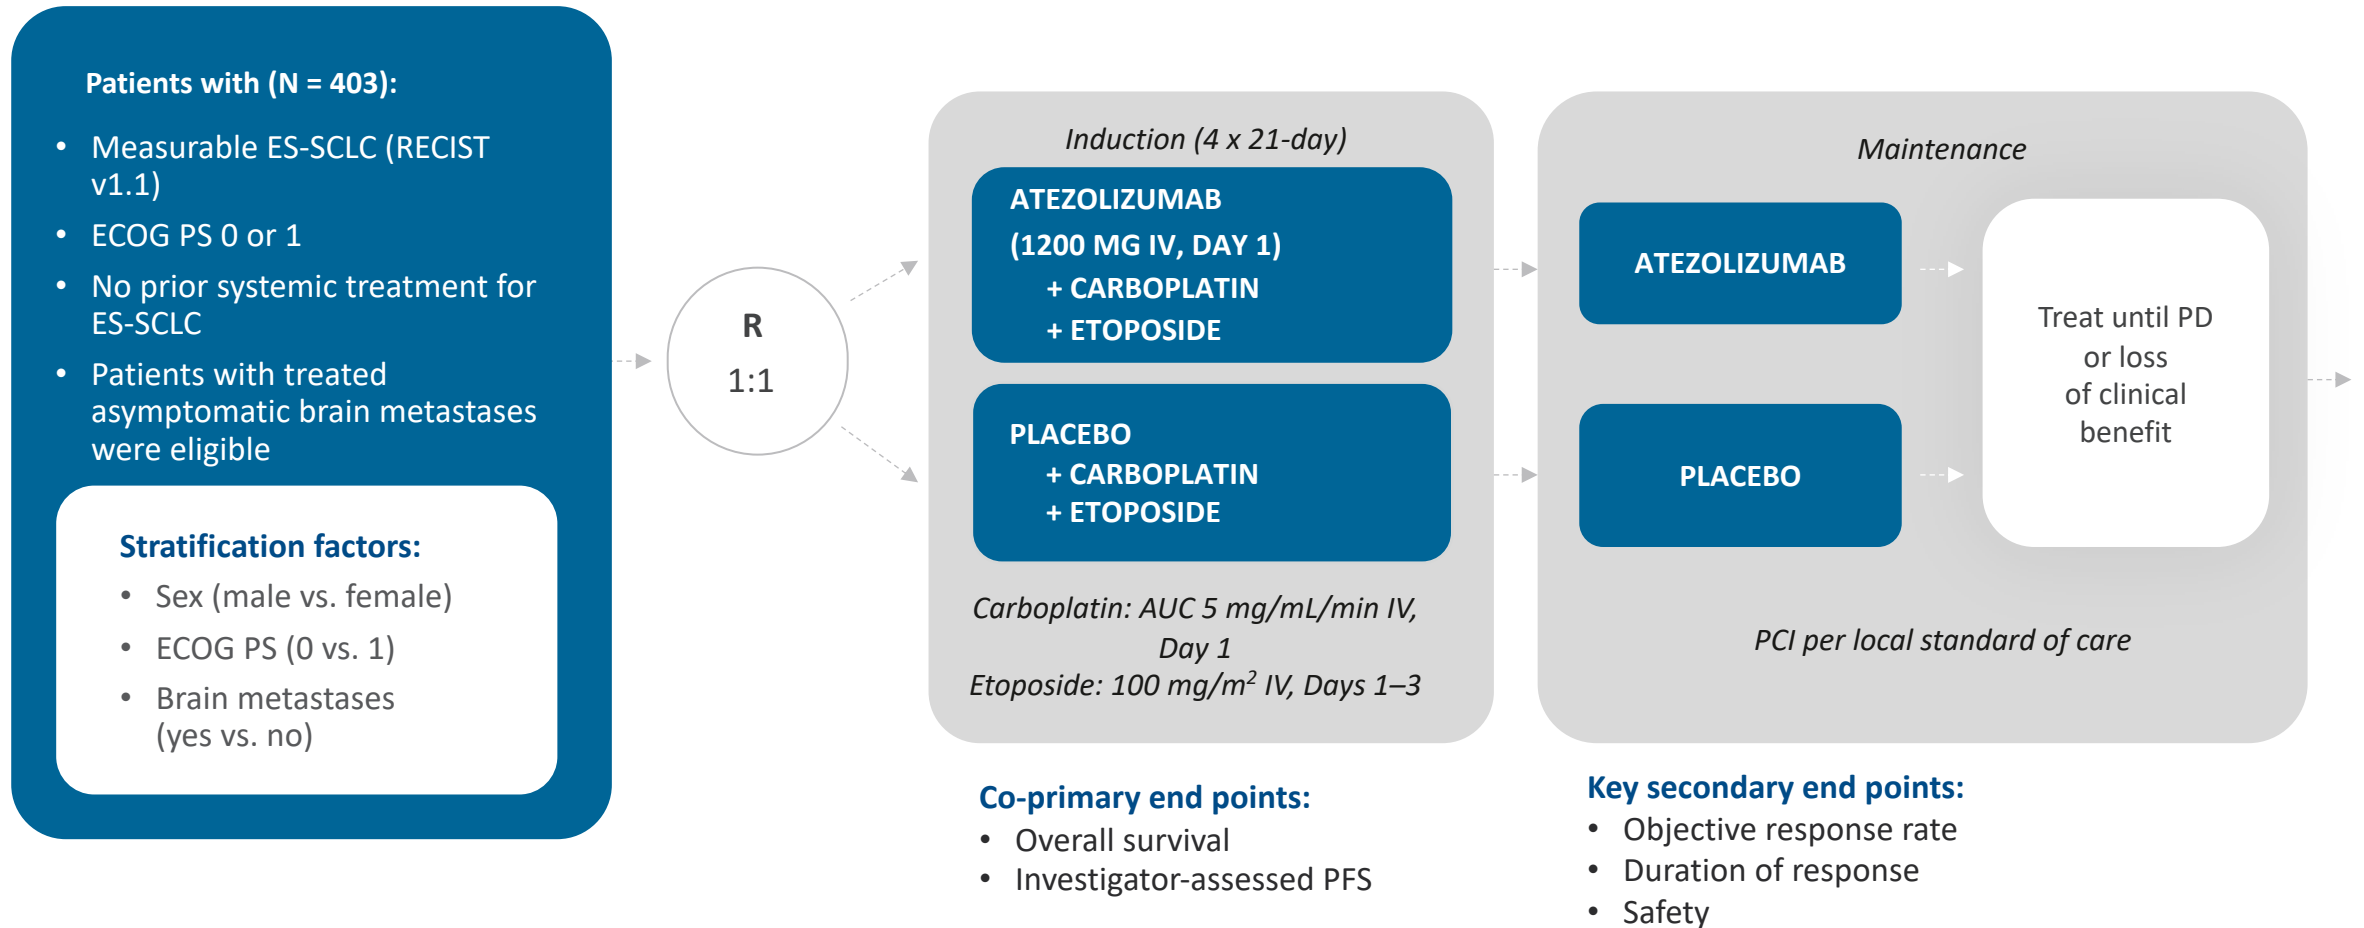 Patients with (N = 403):
• Measurable ES-SCLC (RECIST
v1.1)
• ECOG PS 0 or 1
• No prior systemic treatment for
ES-SCLC
• Patients with treated
asymptomatic brain metastases
were eligible
Stratification factors:
• Sex (male vs. female)
• ECOG PS (0 vs. 1)
• Brain metastases
(yes vs. no)
R
1:1
Induction (4 x 21-day)
ATEZOLIZUMAB
(1200 MG IV, DAY 1)
+ CARBOPLATIN
+ ETOPOSIDE
PLACEBO
+ CARBOPLATIN
+ ETOPOSIDE
Carboplatin: AUC 5 mg/mL/min IV,
Day 1
Etoposide: 100 mg/m² IV, Days 1–3
Maintenance
ATEZOLIZUMAB
PLACEBO
Treat until PD
or loss
of clinical
benefit
PCI per local standard of care
Co-primary end points:
• Overall survival
• Investigator-assessed PFS
Key secondary end points:
• Objective response rate
• Duration of response
• Safety